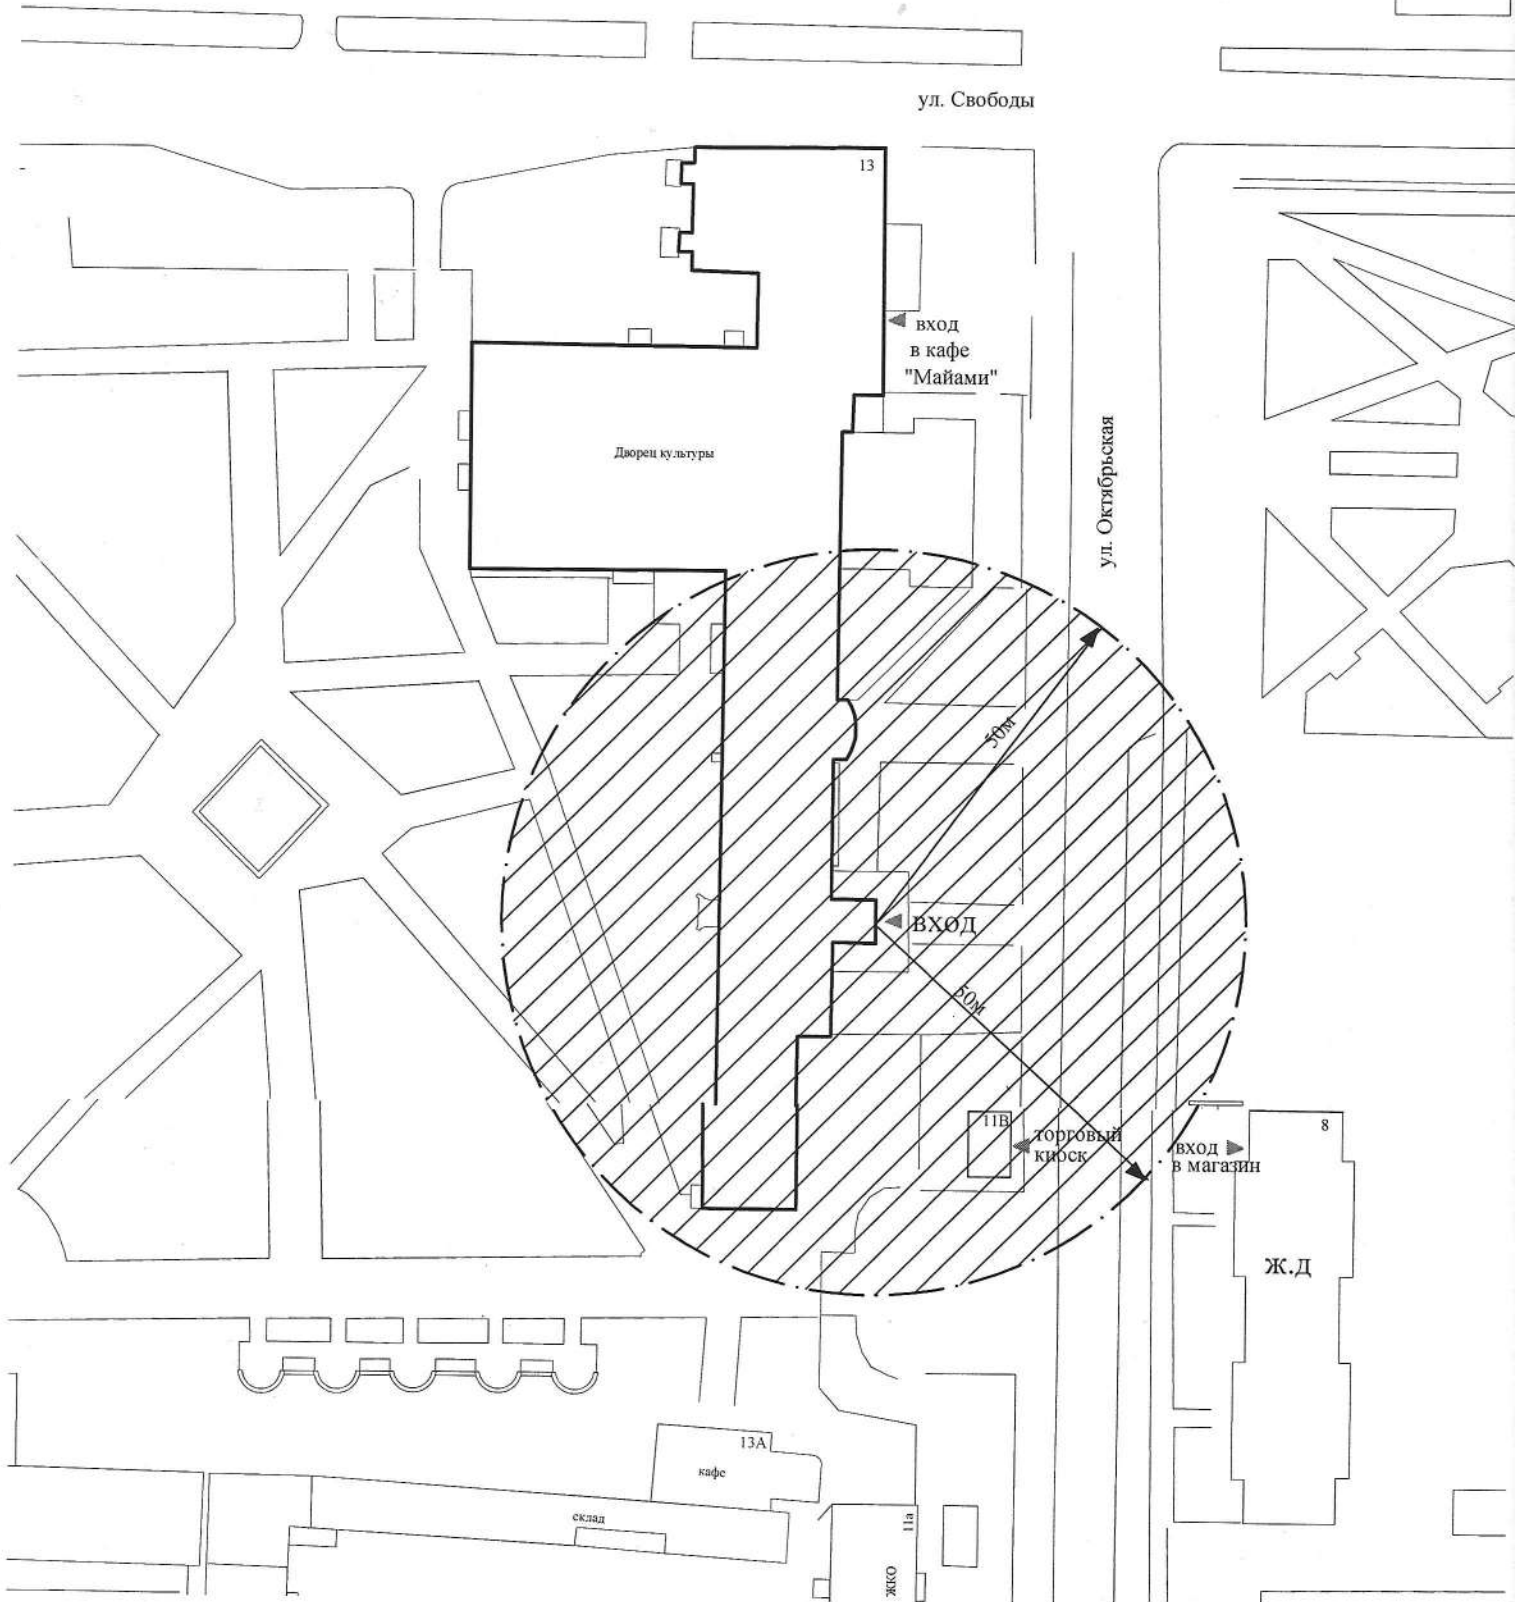 ул. Свободы
13
вход
в кафе
"Майами"
ул. Октябрьская
Дворец культуры
50м
ВХОД
50м
11В
торговый
киоск
8
вход
в магазин
Ж.Д
13А
кафе
склад
11а
ЖКО